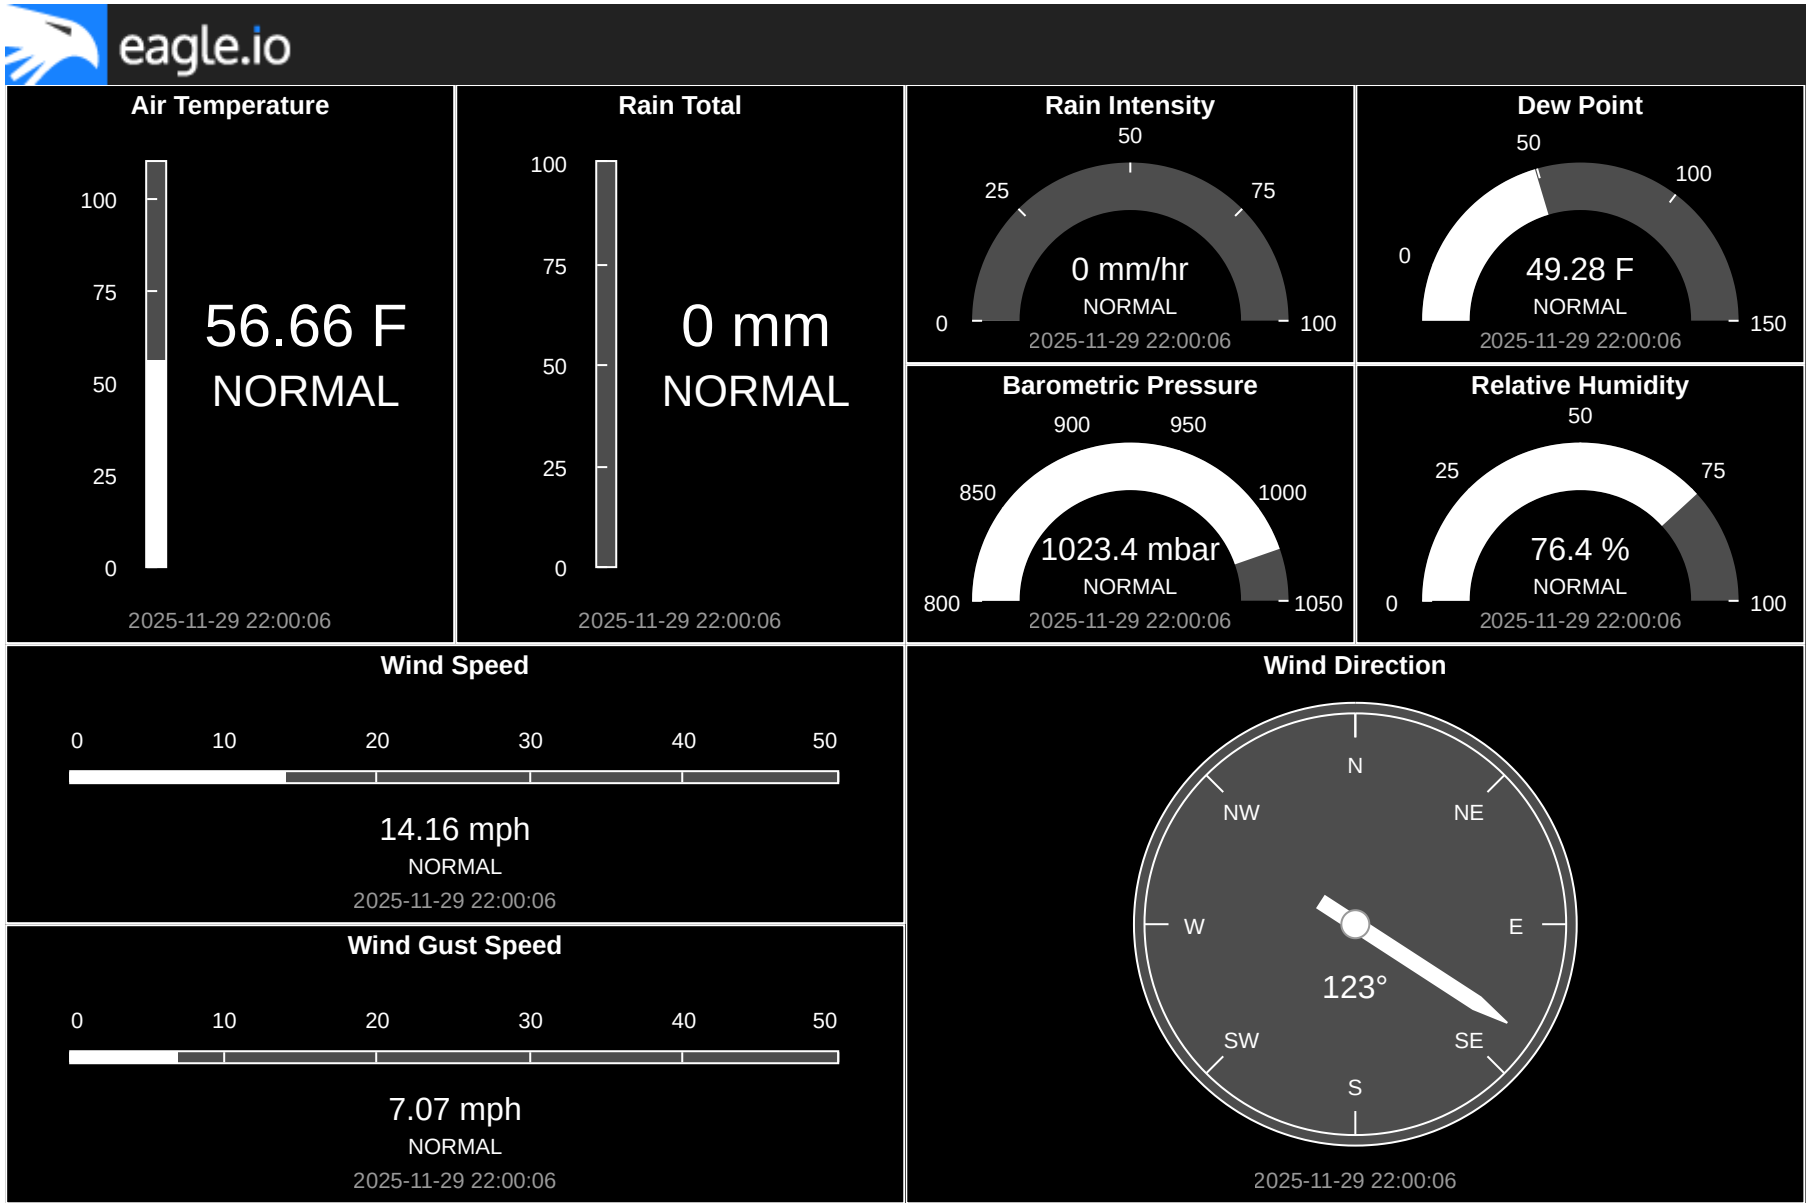 eagle.io
Air Temperature
100
75
50
25
0
56.66 F
NORMAL
2025-11-29 22:00:06
Rain Total
100
75
50
25
0
0 mm
NORMAL
2025-11-29 22:00:06
Rain Intensity
50
25
75
0
100
0 mm/hr
NORMAL
2025-11-29 22:00:06
Dew Point
50
100
0
150
49.28 F
NORMAL
2025-11-29 22:00:06
Barometric Pressure
900
950
850
1000
800
1050
1023.4 mbar
NORMAL
2025-11-29 22:00:06
Relative Humidity
50
25
75
0
100
76.4 %
NORMAL
2025-11-29 22:00:06
Wind Speed
0 10 20 30 40 50
14.16 mph
NORMAL
2025-11-29 22:00:06
Wind Gust Speed
0 10 20 30 40 50
7.07 mph
NORMAL
2025-11-29 22:00:06
Wind Direction
N
NW
NE
W
E
123°
SW
SE
S
2025-11-29 22:00:06